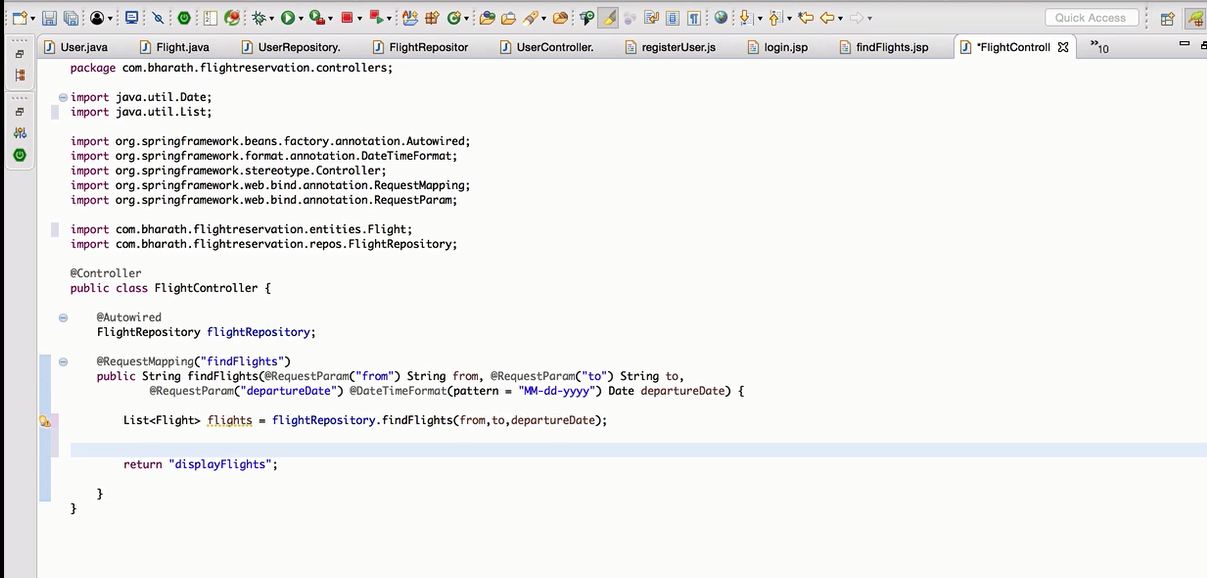 Quick Access
User.java
Flight.java
UserRepository.
FlightRepositor
UserController.
registerUser.js
login.jsp
findFlights.jsp
*FlightControll
»10
package com.bharath.flightreservation.controllers;
import java.util.Date;
import java.util.List;
import org.springframework.beans.factory.annotation.Autowired;
import org.springframework.format.annotation.DateTimeFormat;
import org.springframework.stereotype.Controller;
import org.springframework.web.bind.annotation.RequestMapping;
import org.springframework.web.bind.annotation.RequestParam;
import com.bharath.flightreservation.entities.Flight;
import com.bharath.flightreservation.repos.FlightRepository;
@Controller
public class FlightController {
@Autowired
FlightRepository flightRepository;
@RequestMapping("findFlights")
public String findFlights(@RequestParam("from") String from, @RequestParam("to") String to,
@RequestParam("departureDate") @DateTimeFormat(pattern = "MM-dd-yyyy") Date departureDate) {
List<Flight> flights = flightRepository.findFlights(from,to,departureDate);
return "displayFlights";
}
}